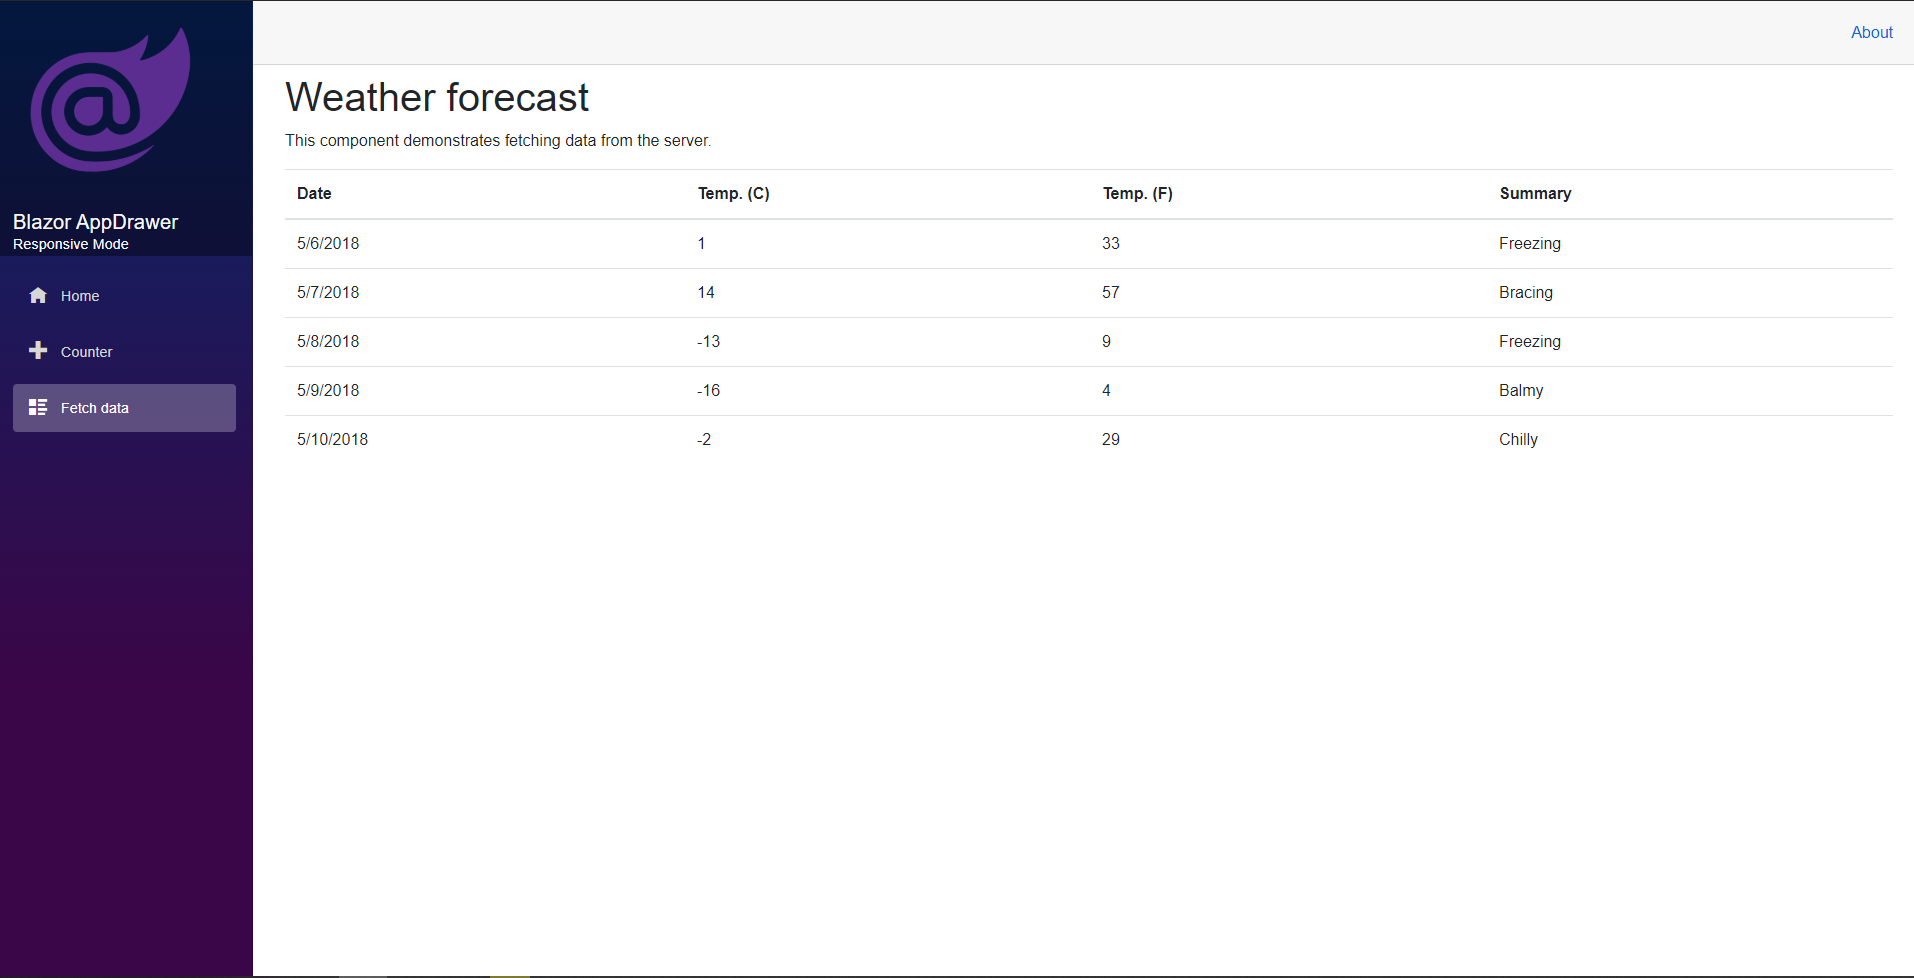 About
Blazor AppDrawer
Responsive Mode
Home
Counter
Fetch data
Weather forecast
This component demonstrates fetching data from the server.
Date Temp. (C) Temp. (F) Summary
5/6/2018 1 33 Freezing
5/7/2018 14 57 Bracing
5/8/2018 -13 9 Freezing
5/9/2018 -16 4 Balmy
5/10/2018 -2 29 Chilly